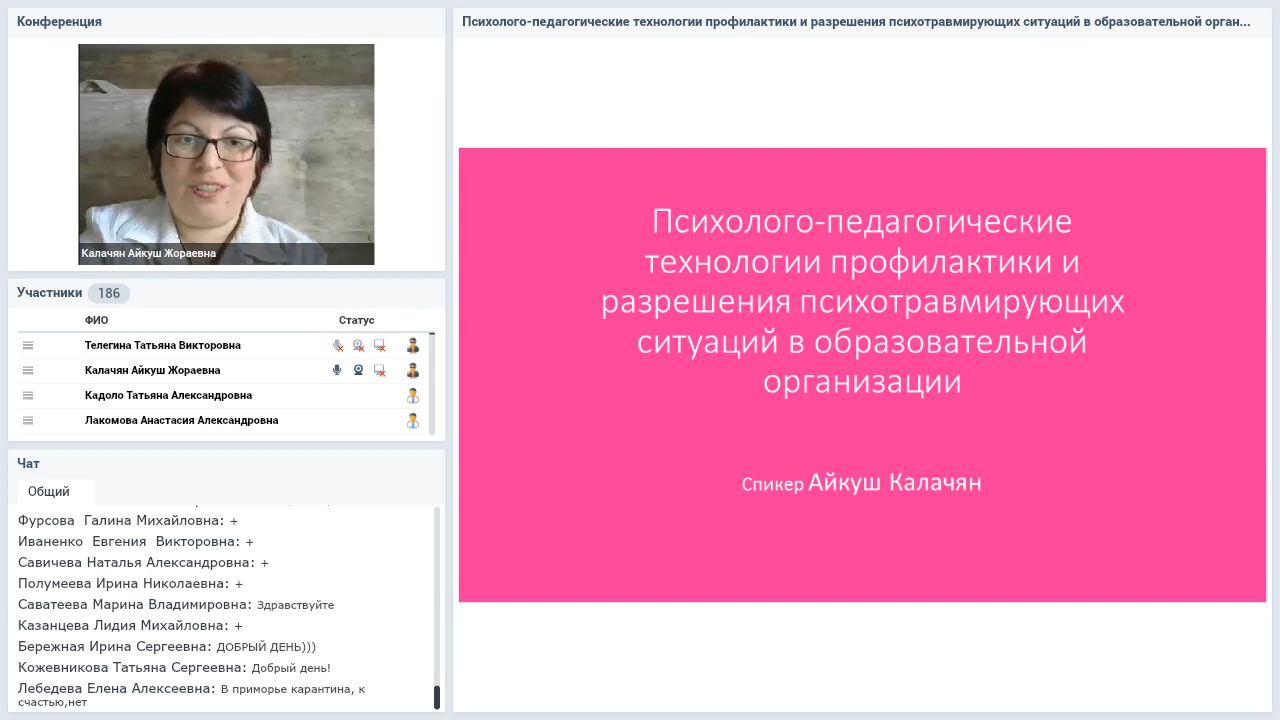 Конференция
Калачян Айкуш Жораевна
Участники 186
ФИО Статус
Телегина Татьяна Викторовна
Калачян Айкуш Жораевна
Кадоло Татьяна Александровна
Лакомова Анастасия Александровна
Чат
Общий
Фурсова Галина Михайловна: +
Иваненко Евгения Викторовна: +
Савичева Наталья Александровна: +
Полумеева Ирина Николаевна: +
Саватеева Марина Владимировна: Здравствуйте
Казанцева Лидия Михайловна: +
Бережная Ирина Сергеевна: ДОБРЫЙ ДЕНЬ)))
Кожевникова Татьяна Сергеевна: Добрый день!
Лебедева Елена Алексеевна: В приморье карантина, к
счастью,нет
Психолого-педагогические технологии профилактики и разрешения психотравмирующих ситуаций в образовательной орган...
Психолого-педагогические
технологии профилактики и
разрешения психотравмирующих
ситуаций в образовательной
организации
Спикер Айкуш Калачян